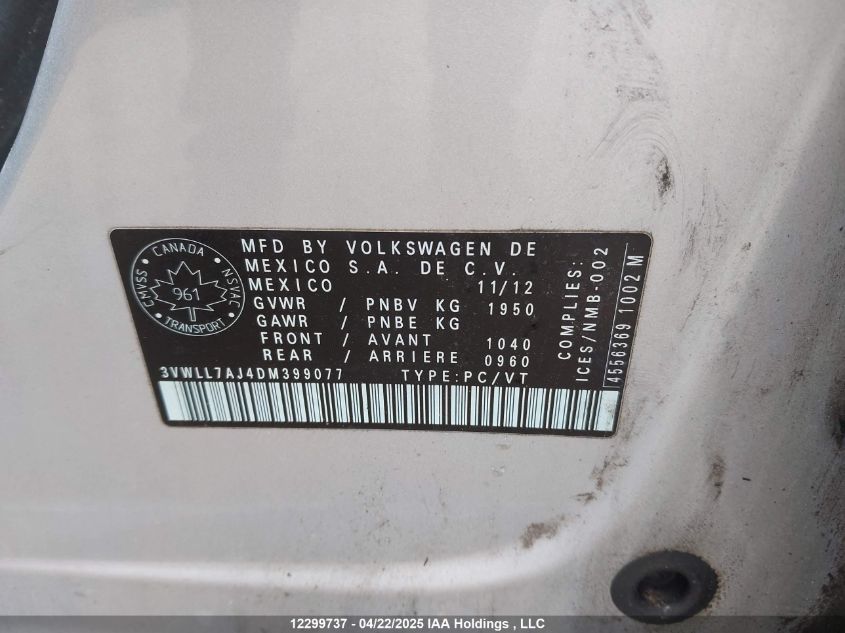 CANADA
CMVSS
NSVAC
961
TRANSPORT
MFD BY VOLKSWAGEN DE
MEXICO S.A. DE C.V.
MEXICO 11/12
GVWR / PNBV KG 1950
GAWR / PNBE KG
FRONT / AVANT 1040
REAR / ARRIERE 0960
3VWLL7AJ4DM399077 TYPE:PC/VT
COMPLIES:
ICES/NMB-002
4556369 1002 M
12299737 - 04/22/2025 IAA Holdings , LLC